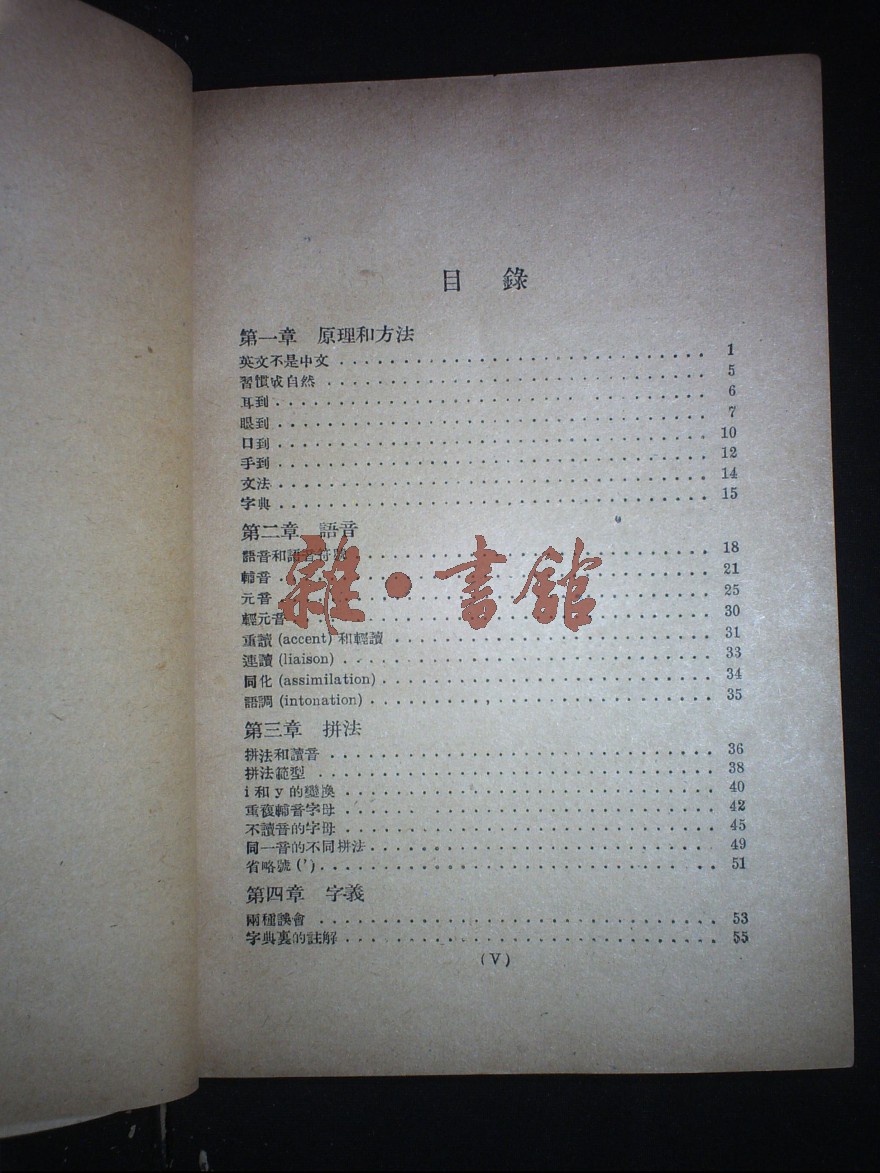 目 錄
第一章 原理和方法
英文不是中文 . . . . . . . . . . . . . . . . . . . . . . . . . . . . . . 1
習慣成自然 . . . . . . . . . . . . . . . . . . . . . . . . . . . . . . 5
耳到 . . . . . . . . . . . . . . . . . . . . . . . . . . . . . . 6
眼到 . . . . . . . . . . . . . . . . . . . . . . . . . . . . . . 7
口到 . . . . . . . . . . . . . . . . . . . . . . . . . . . . . . 10
手到 . . . . . . . . . . . . . . . . . . . . . . . . . . . . . . 12
文法 . . . . . . . . . . . . . . . . . . . . . . . . . . . . . . 14
字典 . . . . . . . . . . . . . . . . . . . . . . . . . . . . . . 15
第二章 語音
語音和語音符號 . . . . . . . . . . . . . . . . . . . . . . . . . 18
輔音 . . . . . . . . . . . . . . . . . . . . . . . . . . . . . . 21
元音 . . . . . . . . . . . . . . . . . . . . . . . . . . . . . . 25
輕元音 . . . . . . . . . . . . . . . . . . . . . . . . . . . . . . 30
重讀 (accent) 和輕讀 . . . . . . . . . . . . . . . . . . . . . . . . 31
連讀 (liaison) . . . . . . . . . . . . . . . . . . . . . . . . . . 33
同化 (assimilation) . . . . . . . . . . . . . . . . . . . . . . . . 34
語調 (intonation) . . . . . . . . . . . . . . . . . . . . . . . . 35
第三章 拼法
拼法和讀音 . . . . . . . . . . . . . . . . . . . . . . . . . . . . 36
拼法範型 . . . . . . . . . . . . . . . . . . . . . . . . . . . . 38
i 和 y 的變換 . . . . . . . . . . . . . . . . . . . . . . . . . . . 40
重複輔音字母 . . . . . . . . . . . . . . . . . . . . . . . . . . . 42
不讀音的字母 . . . . . . . . . . . . . . . . . . . . . . . . . . . 45
同一音的不同拼法 . . . . . . . . . . . . . . . . . . . . . . . . . 49
省略號 (') . . . . . . . . . . . . . . . . . . . . . . . . . . . . 51
第四章 字義
兩種誤會 . . . . . . . . . . . . . . . . . . . . . . . . . . . . 53
字典裏的註解 . . . . . . . . . . . . . . . . . . . . . . . . . . . 55
(V)
雜·書館